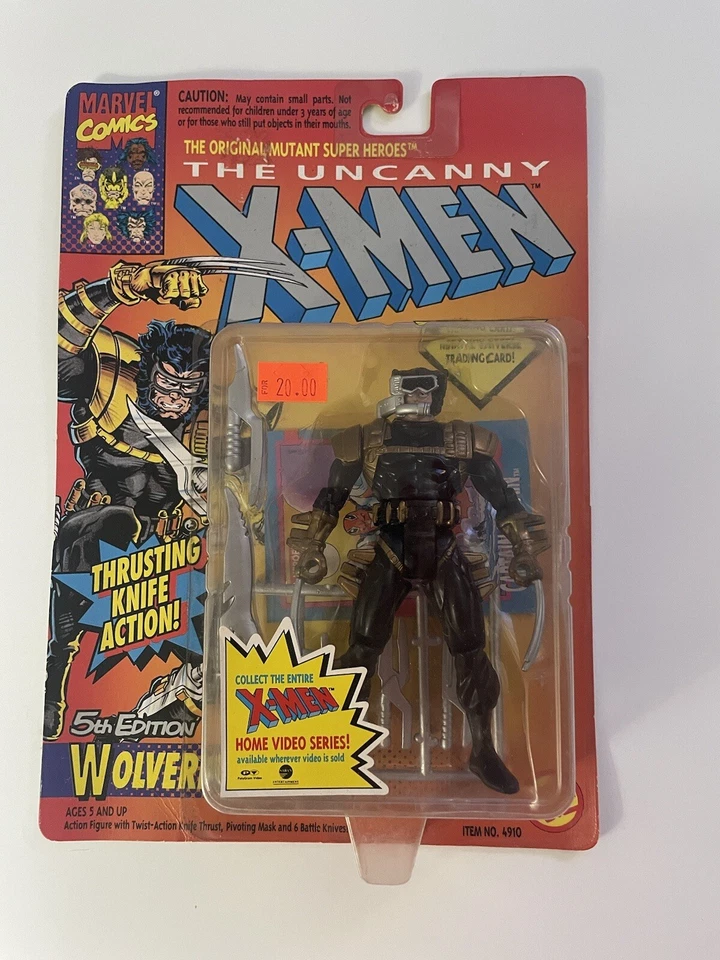 MARVEL®
COMICS
CAUTION: May contain small parts. Not
recommended for children under 3 years of age
or for those who still put objects in their mouths.
THE ORIGINAL MUTANT SUPER HEROES™
THE UNCANNY
X-MEN™
TRADING CARD!
20.00
THRUSTING
KNIFE
ACTION!
COLLECT THE ENTIRE
X-MEN™
HOME VIDEO SERIES!
available wherever video is sold
5th EDITION
WOLVER
AGES 5 AND UP
Action Figure with Twist-Action Knife Thrust, Pivoting Mask and 6 Battle Knives
ITEM NO. 4910